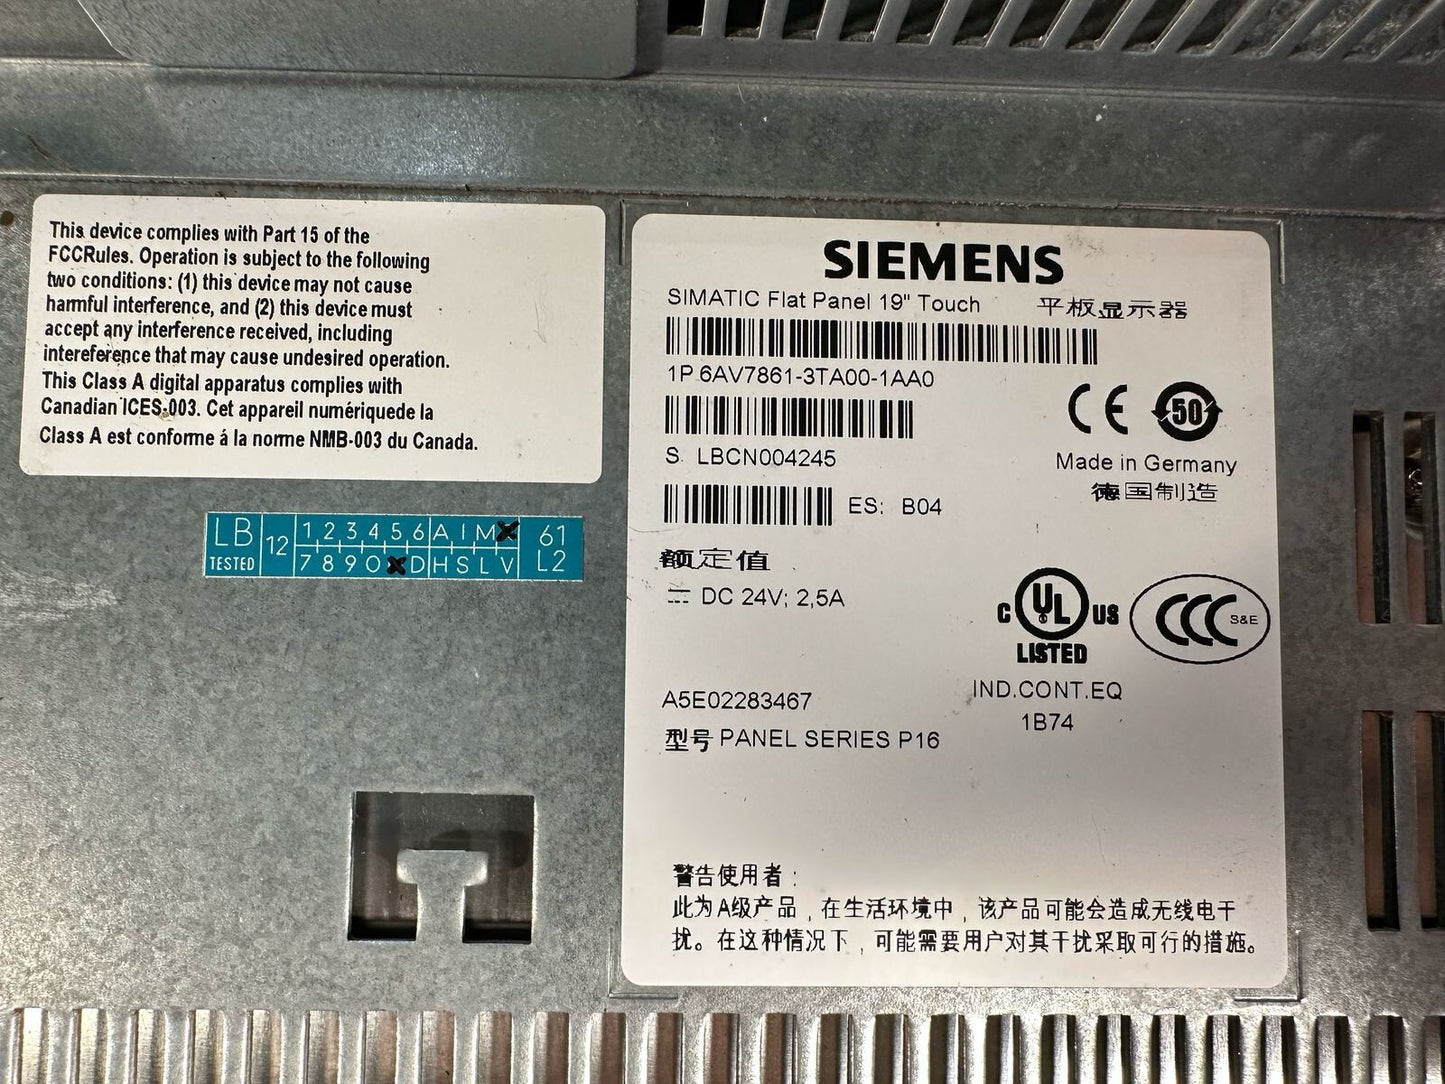 This device complies with Part 15 of the
FCCRules. Operation is subject to the following
two conditions: (1) this device may not cause
harmful interference, and (2) this device must
accept any interference received, including
intereference that may cause undesired operation.
This Class A digital apparatus complies with
Canadian ICES-003. Cet appareil numériquede la
Class A est conforme á la norme NMB-003 du Canada.
LB TESTED 12
1 2 3 4 5 6 A I M 61
7 8 9 0 D H S L V L2
SIEMENS
SIMATIC Flat Panel 19" Touch 平板显示器
1P 6AV7861-3TA00-1AA0
CE 50
S LBCN004245
Made in Germany
德国制造
ES: B04
额定值
DC 24V; 2,5A
C UL US CCC S&E
LISTED
A5E02283467
IND.CONT.EQ
1B74
型号 PANEL SERIES P16
警告使用者：
此为A级产品，在生活环境中，该产品可能会造成无线电干
扰。在这种情况下，可能需要用户对其干扰采取可行的措施。